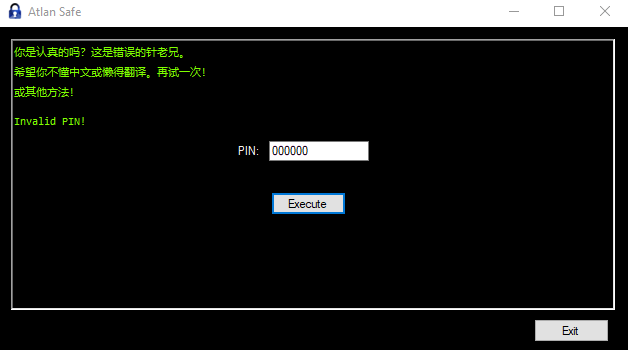 Atlan Safe
你是认真的吗? 这是错误的针老兄。
希望你不懂中文或懒得翻译。再试一次!
或其他方法!
Invalid PIN!
PIN: 000000
Execute
Exit